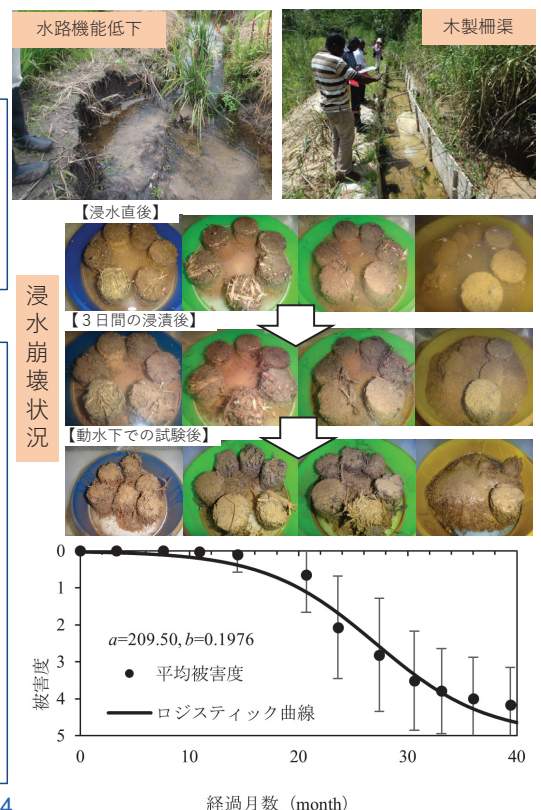 水路機能低下
木製柵渠
【浸水直後】
浸水崩壊状況
【３日間の浸漬後】
【動水下での試験後】
0
1
2
3
4
5
被害度
a=209.50, b=0.1976
平均被害度
ロジスティック曲線
0 10 20 30 40
経過月数（month）
4